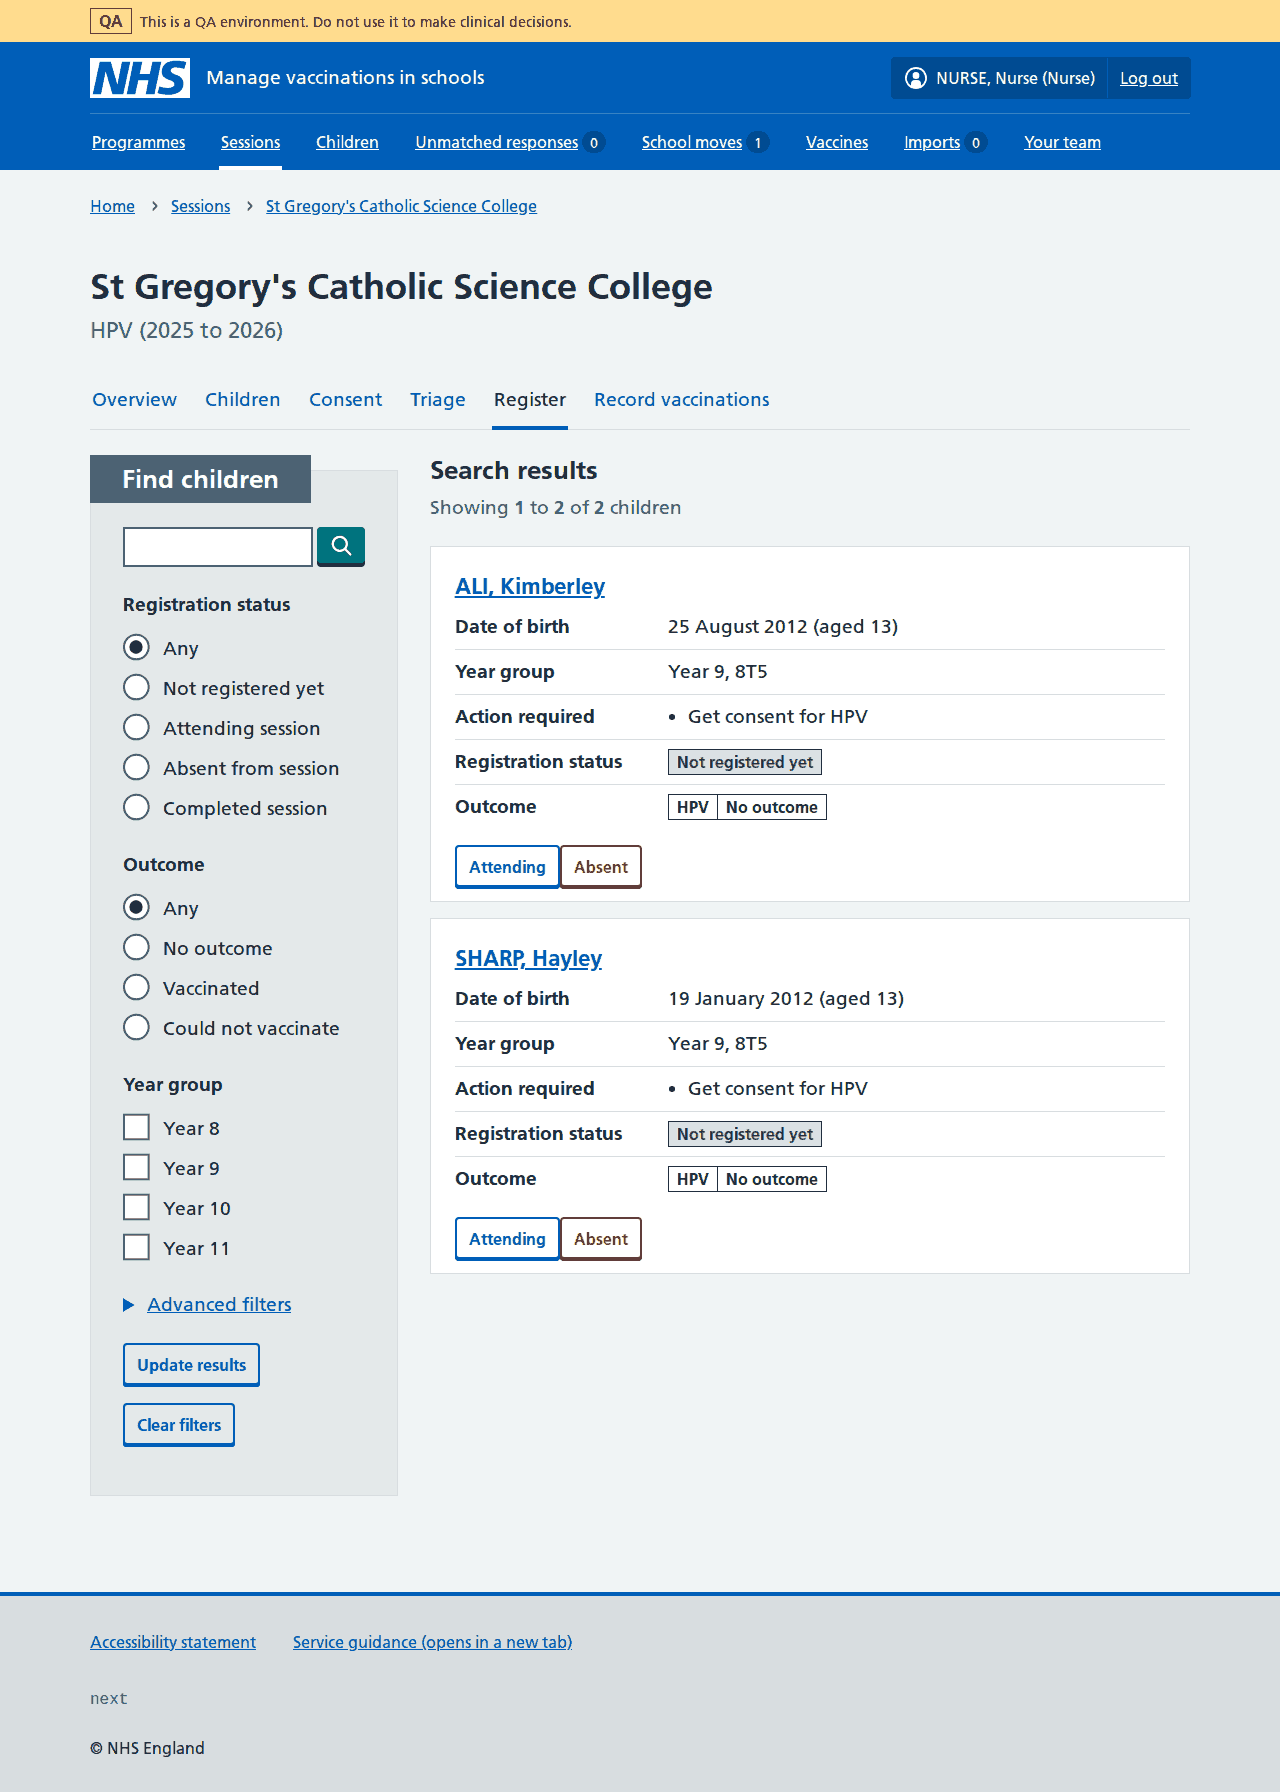 QA This is a QA environment. Do not use it to make clinical decisions.
NHS Manage vaccinations in schools NURSE, Nurse (Nurse) Log out
Programmes Sessions Children Unmatched responses 0 School moves 1 Vaccines Imports 0 Your team
Home › Sessions › St Gregory's Catholic Science College
St Gregory's Catholic Science College
HPV (2025 to 2026)
Overview Children Consent Triage Register Record vaccinations
Find children
Registration status
Any
Not registered yet
Attending session
Absent from session
Completed session
Outcome
Any
No outcome
Vaccinated
Could not vaccinate
Year group
Year 8
Year 9
Year 10
Year 11
Advanced filters
Update results
Clear filters
Search results
Showing 1 to 2 of 2 children
ALI, Kimberley
Date of birth 25 August 2012 (aged 13)
Year group Year 9, 8T5
Action required • Get consent for HPV
Registration status Not registered yet
Outcome HPV No outcome
Attending Absent
SHARP, Hayley
Date of birth 19 January 2012 (aged 13)
Year group Year 9, 8T5
Action required • Get consent for HPV
Registration status Not registered yet
Outcome HPV No outcome
Attending Absent
Accessibility statement Service guidance (opens in a new tab)
next
© NHS England